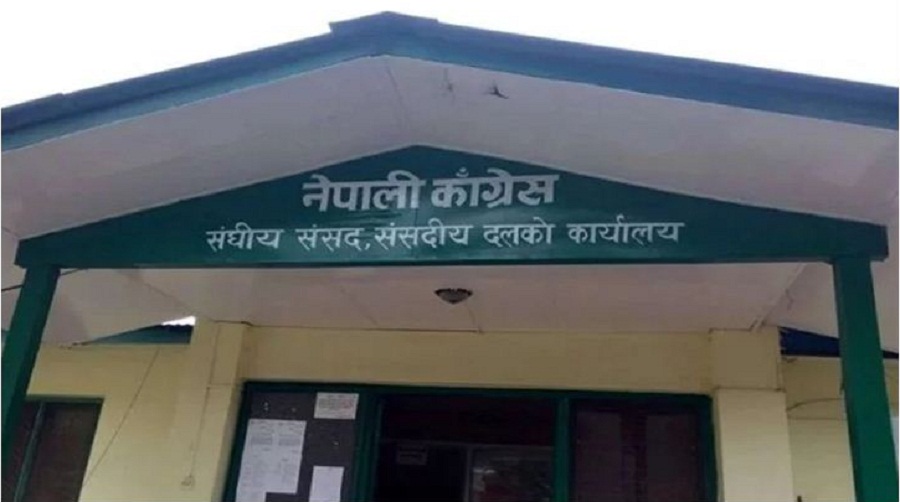 नेपाली काँग्रेस
संघीय संसद, संसदीय दलको कार्यालय